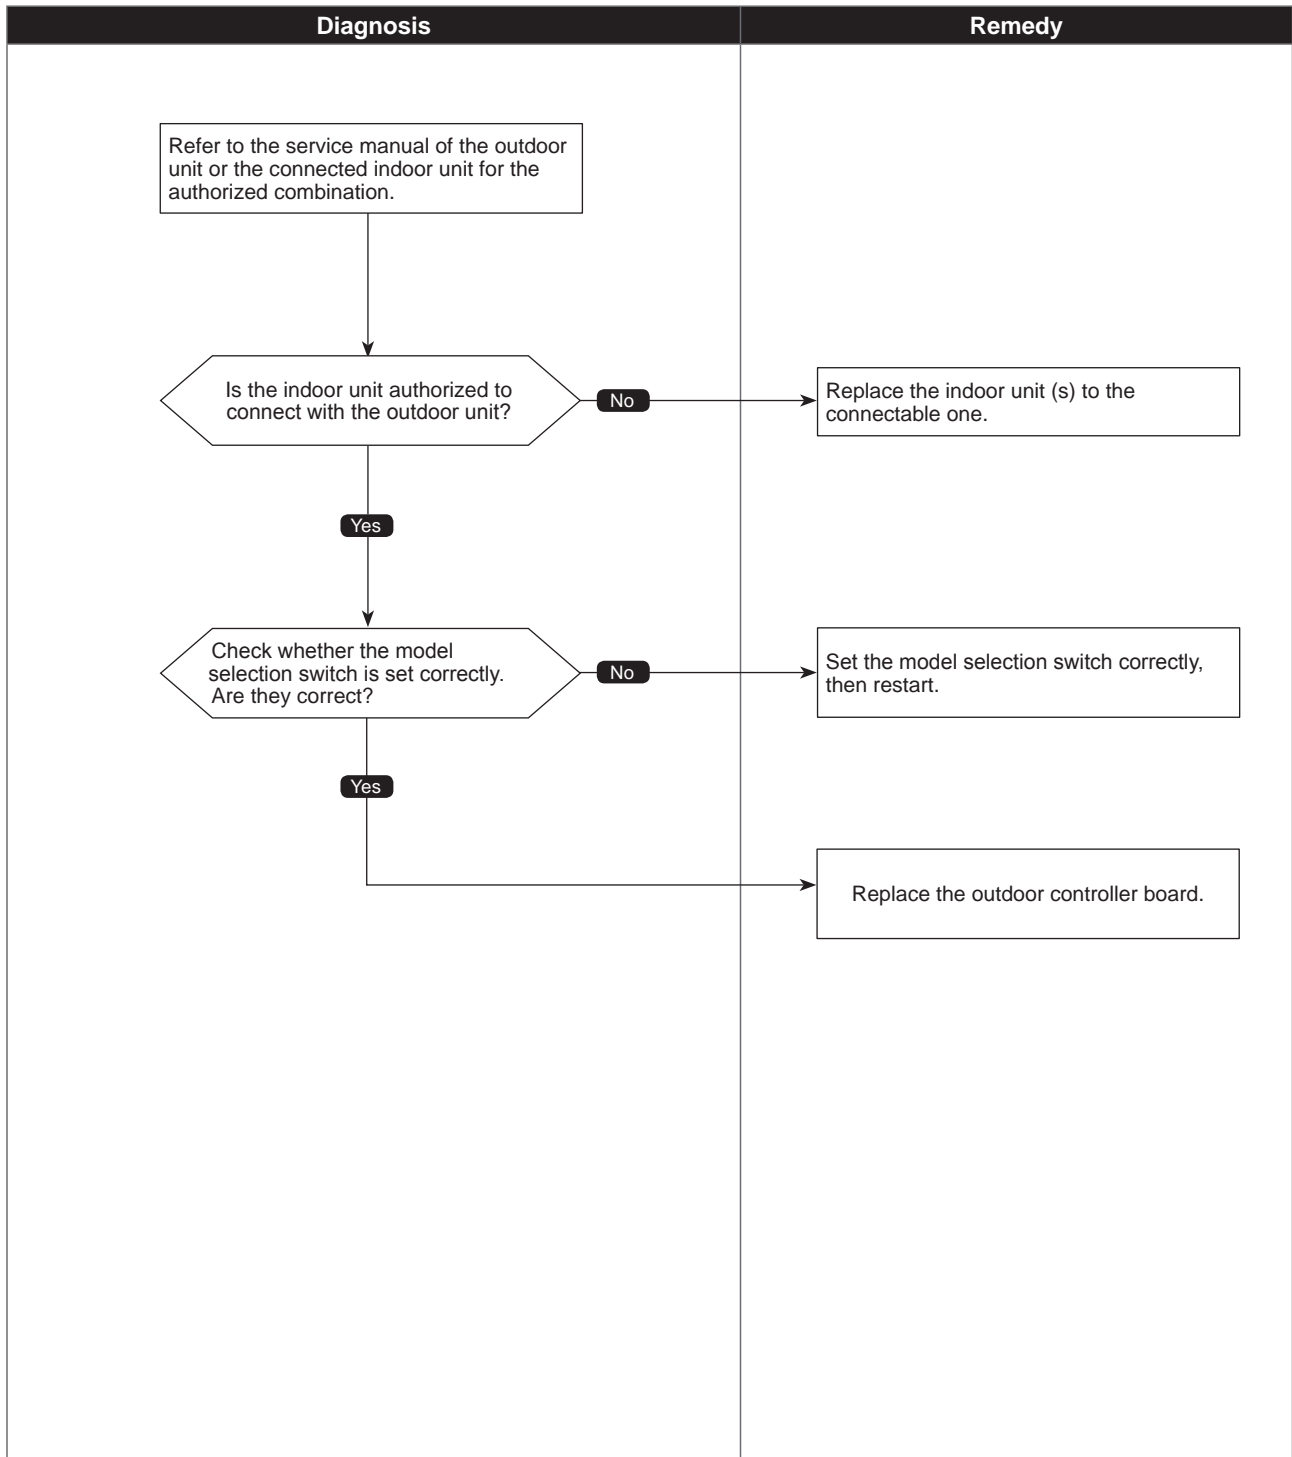 Diagnosis
Remedy
Refer to the service manual of the outdoor
unit or the connected indoor unit for the
authorized combination.
Is the indoor unit authorized to
connect with the outdoor unit?
No
Replace the indoor unit (s) to the
connectable one.
Yes
Check whether the model
selection switch is set correctly.
Are they correct?
No
Set the model selection switch correctly,
then restart.
Yes
Replace the outdoor controller board.